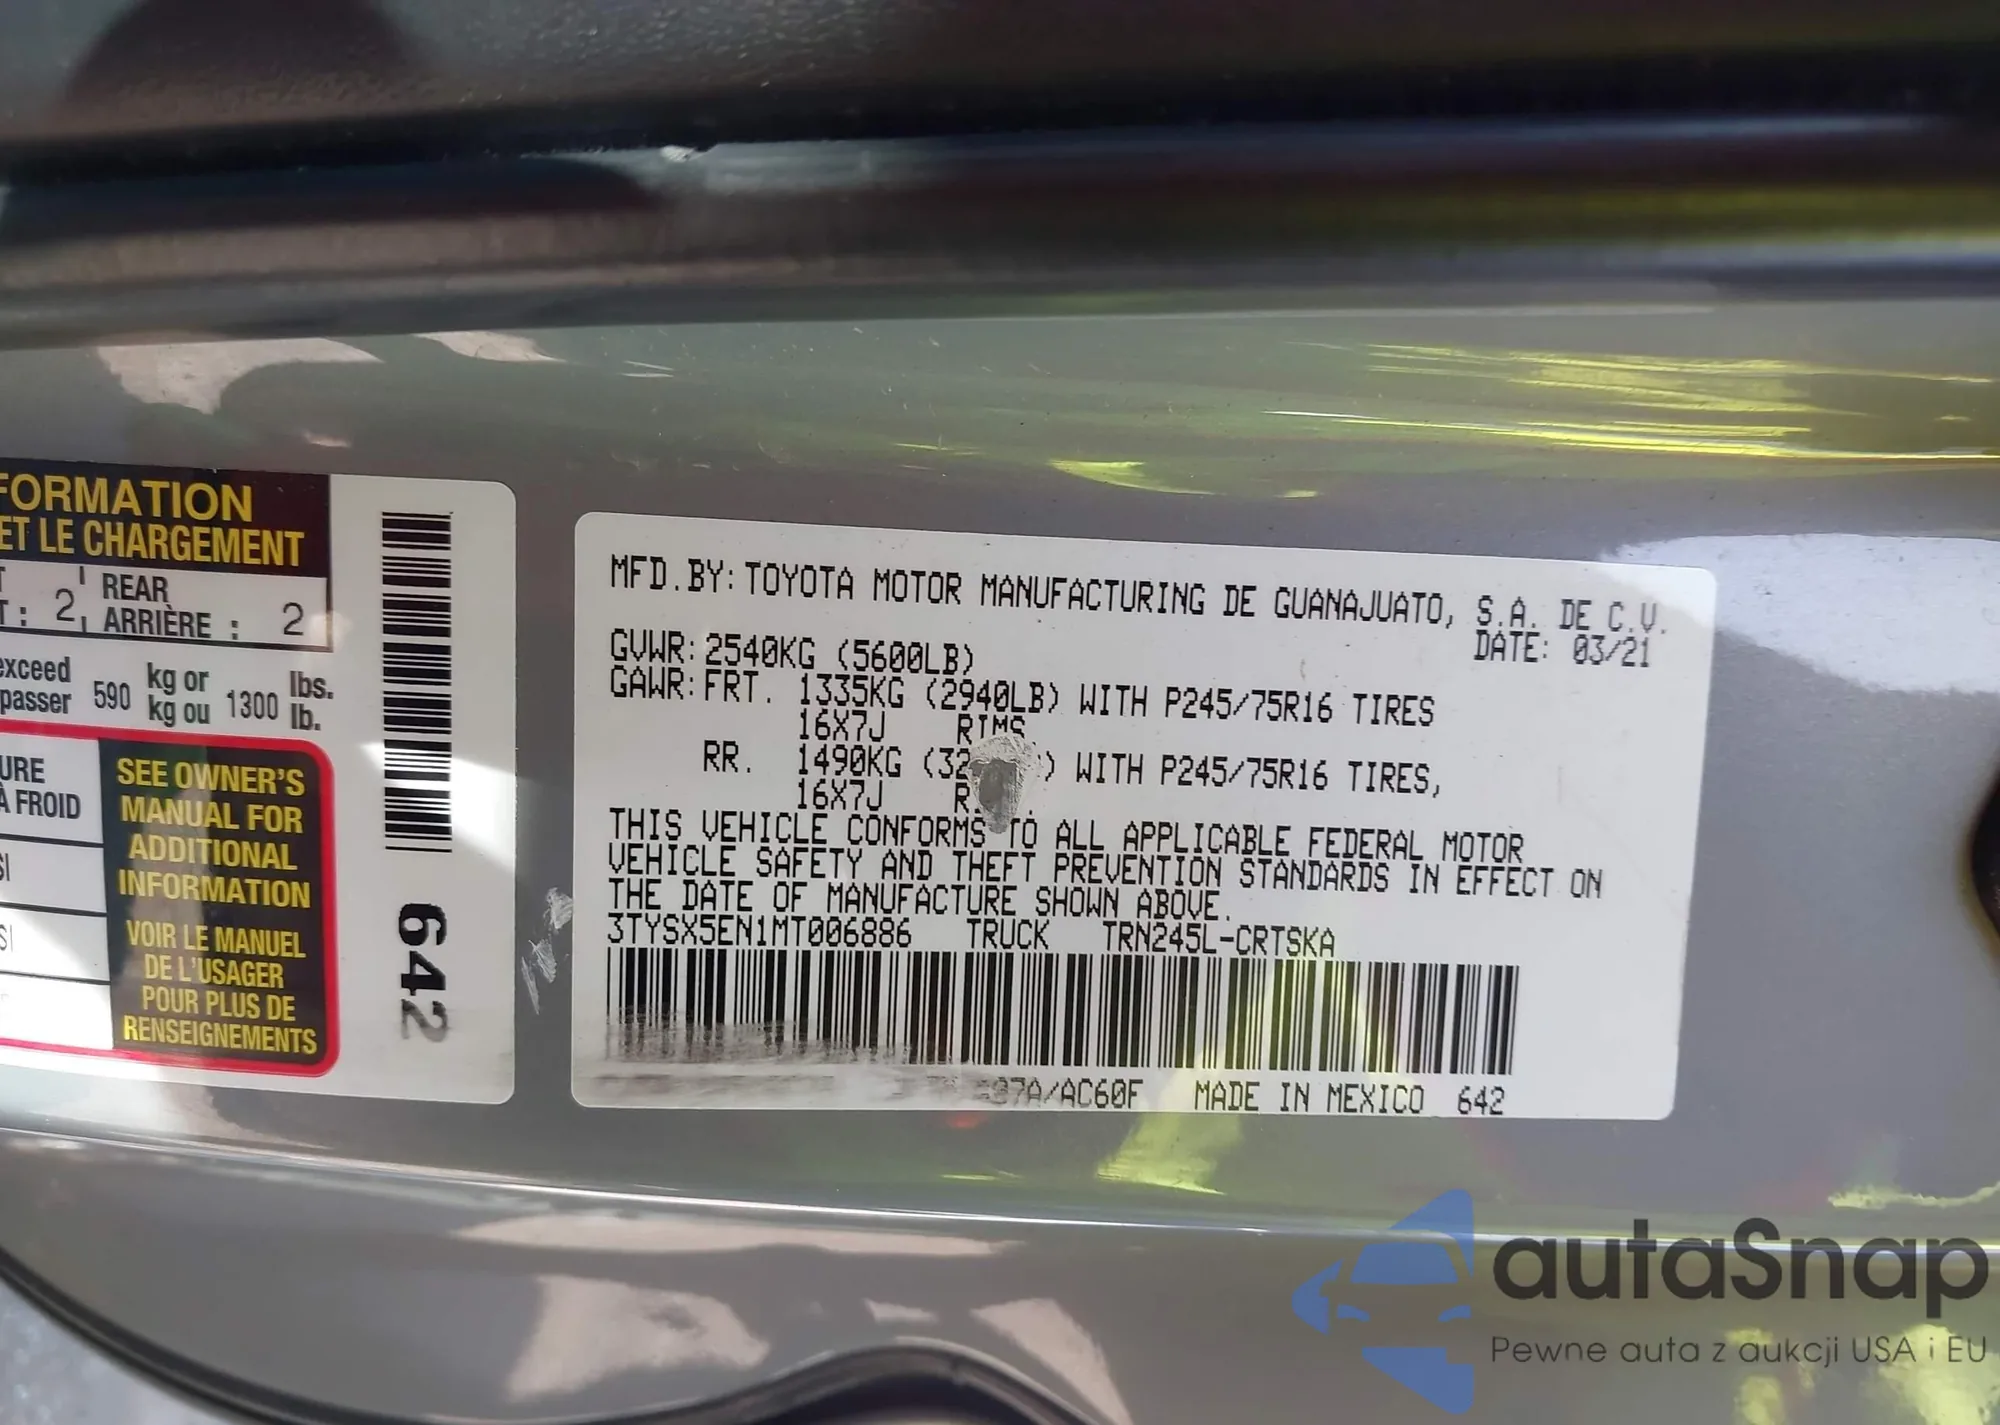 FORMATION
ET LE CHARGEMENT
2 REAR
ARRIÈRE : 2
exceed
passer 590 kg or 1300 lbs.
kg ou lb.
À FROID
SEE OWNER'S
MANUAL FOR
ADDITIONAL
INFORMATION
VOIR LE MANUEL
DE L'USAGER
POUR PLUS DE
RENSEIGNEMENTS
642
MFD.BY: TOYOTA MOTOR MANUFACTURING DE GUANAJUATO, S.A. DE C.V.
DATE: 03/21
GVWR: 2540KG (5600LB)
GAWR: FRT. 1335KG (2940LB) WITH P245/75R16 TIRES
16X7J RIMS
RR. 1490KG WITH P245/75R16 TIRES,
16X7J
THIS VEHICLE CONFORMS TO ALL APPLICABLE FEDERAL MOTOR
VEHICLE SAFETY AND THEFT PREVENTION STANDARDS IN EFFECT ON
THE DATE OF MANUFACTURE SHOWN ABOVE.
3TYSX5EN1MT006886 TRUCK TRN245L-CRTSKA
/AC60F MADE IN MEXICO 642
autaSnap
Pewne auta z aukcji USA i EU